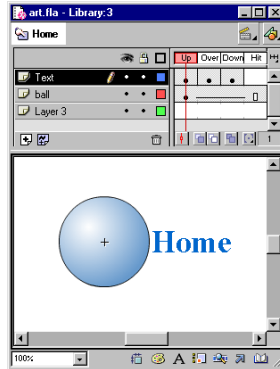 art.fla - Library:3
Home
Up Over Down Hit
Text
ball
Layer 3
1
Home
100%
A